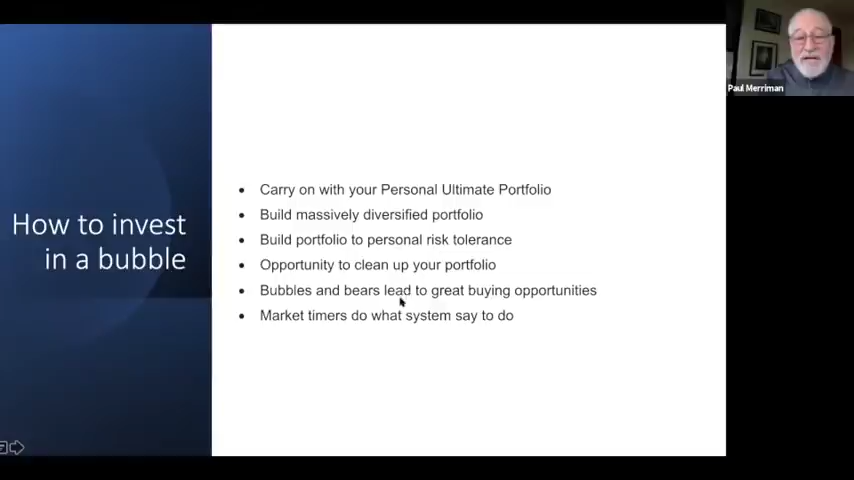 How to invest
in a bubble
Carry on with your Personal Ultimate Portfolio
Build massively diversified portfolio
Build portfolio to personal risk tolerance
Opportunity to clean up your portfolio
Bubbles and bears lead to great buying opportunities
Market timers do what system say to do
Paul Merriman